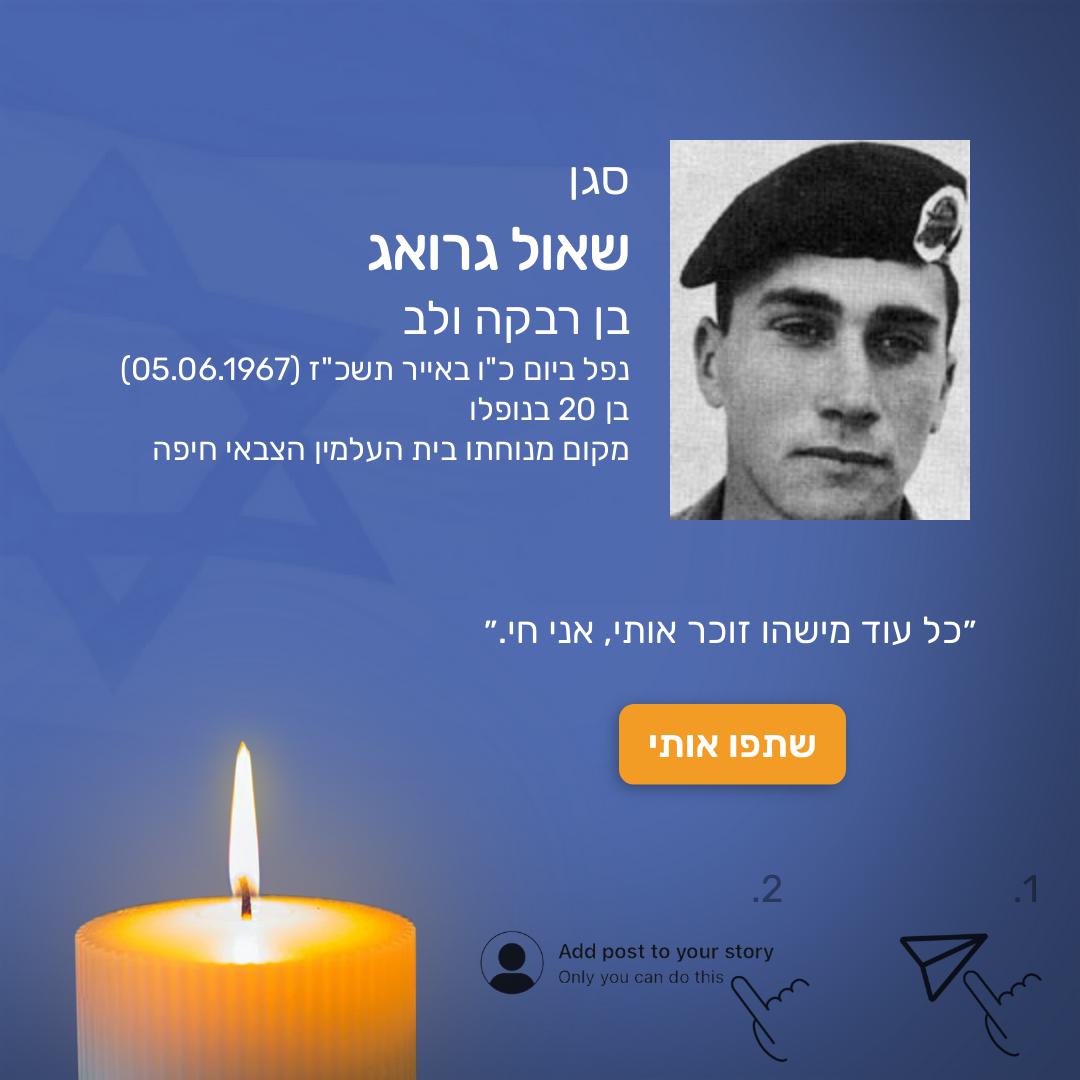 סגן
שאול גרואג
בן רבקה ולב
נפל ביום כ"ו באייר תשכ"ז (05.06.1967)
בן 20 בנופלו
מקום מנוחתו בית העלמין הצבאי חיפה
"כל עוד מישהו זוכר אותי, אני חי."
שתפו אותי
1.
2.
Add post to your story
Only you can do this